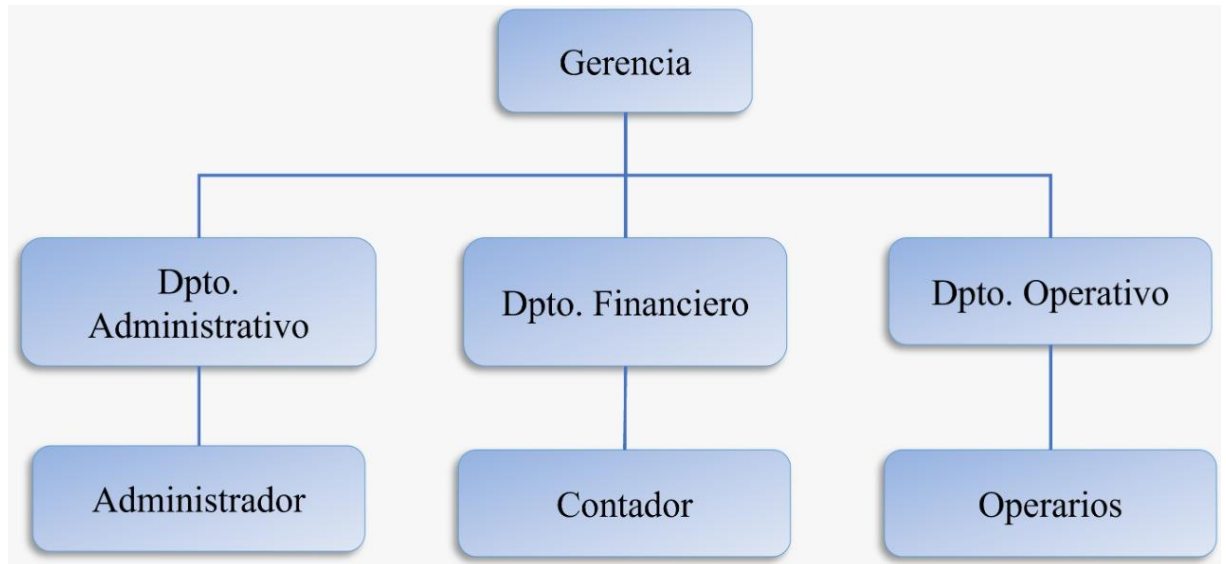 Gerencia
Dpto.
Administrativo
Dpto. Financiero
Dpto. Operativo
Administrador
Contador
Operarios